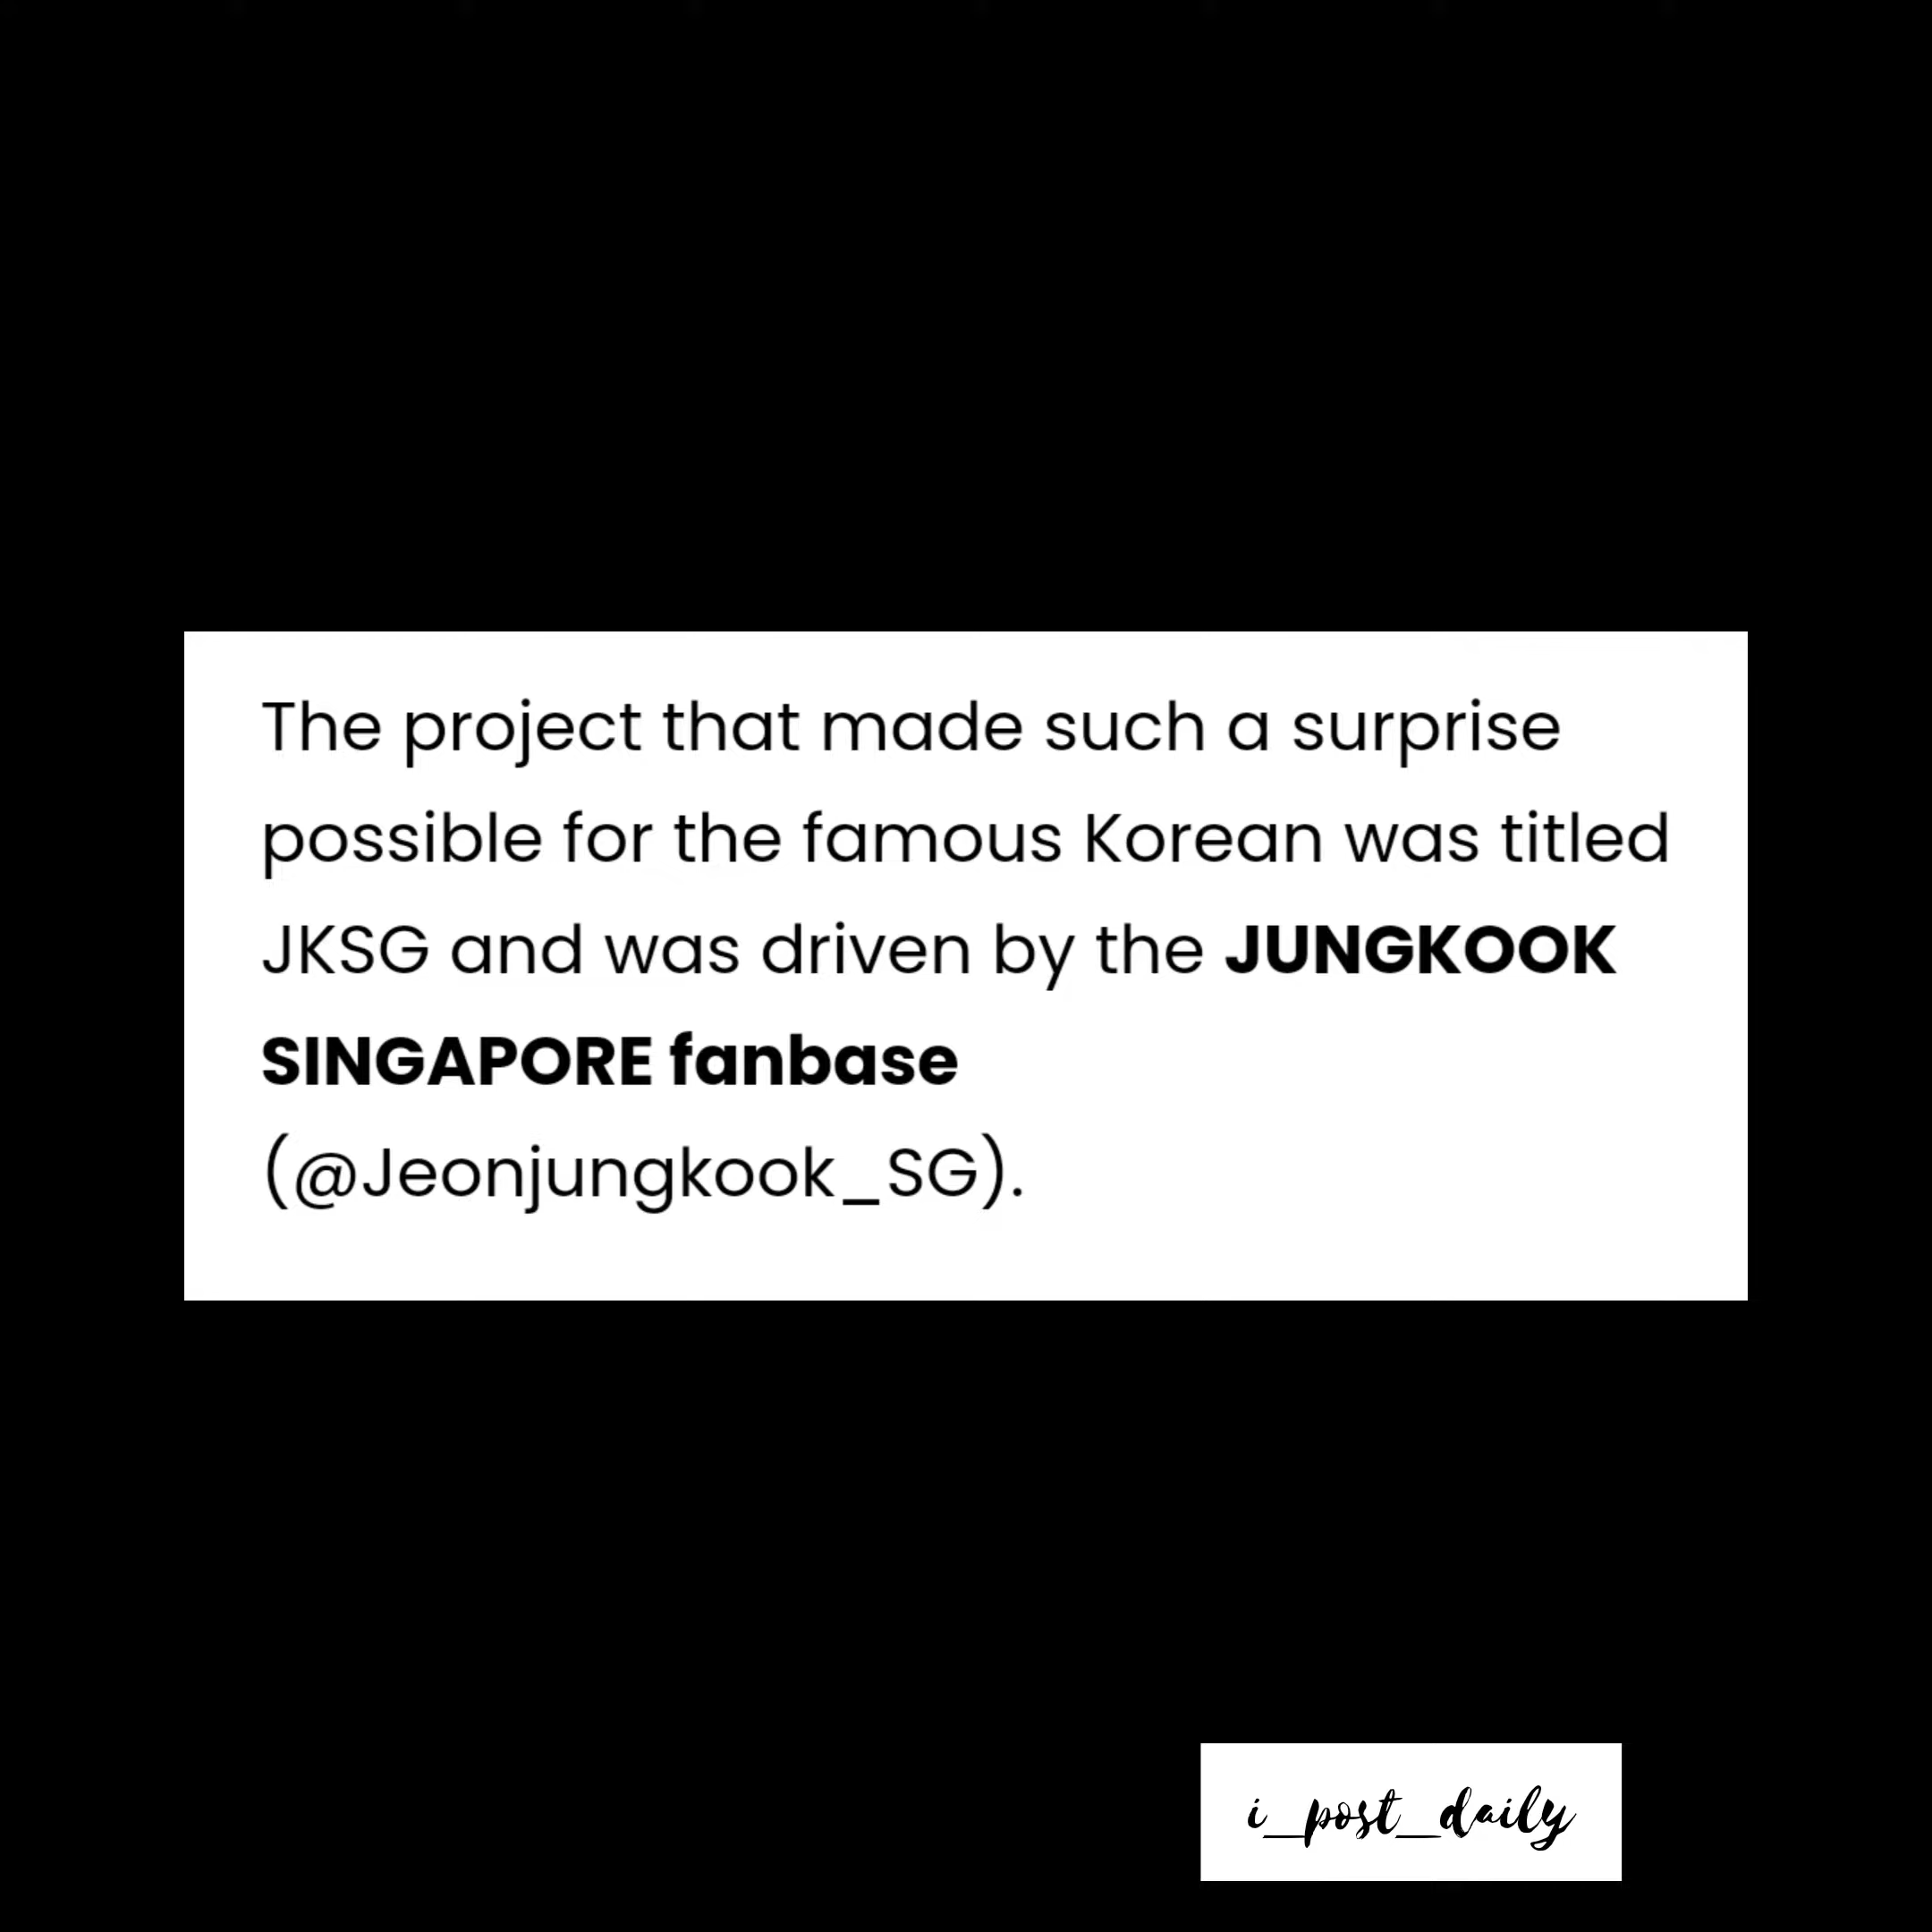 The project that made such a surprise
possible for the famous Korean was titled
JKSG and was driven by the JUNGKOOK
SINGAPORE fanbase
(@Jeonjungkook_SG).
i_post_daily